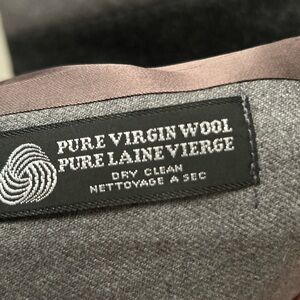 PURE VIRGIN WOOL
PURE LAINE VIERGE
DRY CLEAN
NETTOYAGE A SEC